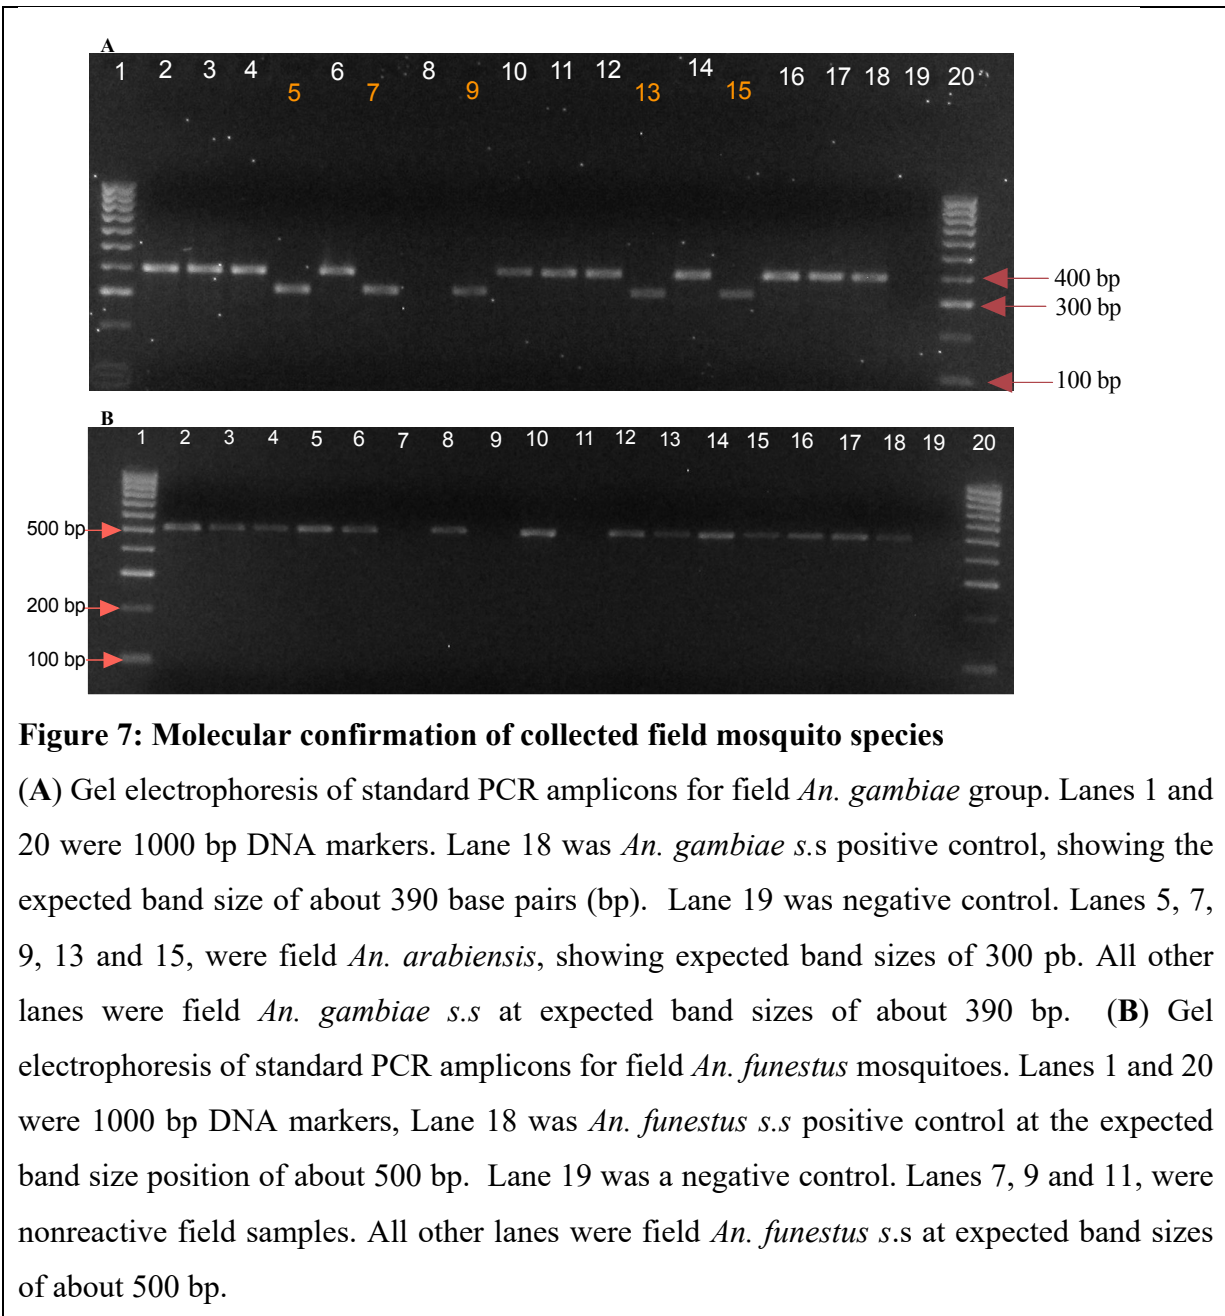 A
1 2 3 4 5 6 7 8 9 10 11 12 13 14 15 16 17 18 19 20
400 bp
300 bp
100 bp
B
1 2 3 4 5 6 7 8 9 10 11 12 13 14 15 16 17 18 19 20
500 bp
200 bp
100 bp
Figure 7: Molecular confirmation of collected field mosquito species
(A) Gel electrophoresis of standard PCR amplicons for field An. gambiae group. Lanes 1 and
20 were 1000 bp DNA markers. Lane 18 was An. gambiae s.s positive control, showing the
expected band size of about 390 base pairs (bp). Lane 19 was negative control. Lanes 5, 7,
9, 13 and 15, were field An. arabiensis, showing expected band sizes of 300 pb. All other
lanes were field An. gambiae s.s at expected band sizes of about 390 bp. (B) Gel
electrophoresis of standard PCR amplicons for field An. funestus mosquitoes. Lanes 1 and 20
were 1000 bp DNA markers, Lane 18 was An. funestus s.s positive control at the expected
band size position of about 500 bp. Lane 19 was a negative control. Lanes 7, 9 and 11, were
nonreactive field samples. All other lanes were field An. funestus s.s at expected band sizes
of about 500 bp.